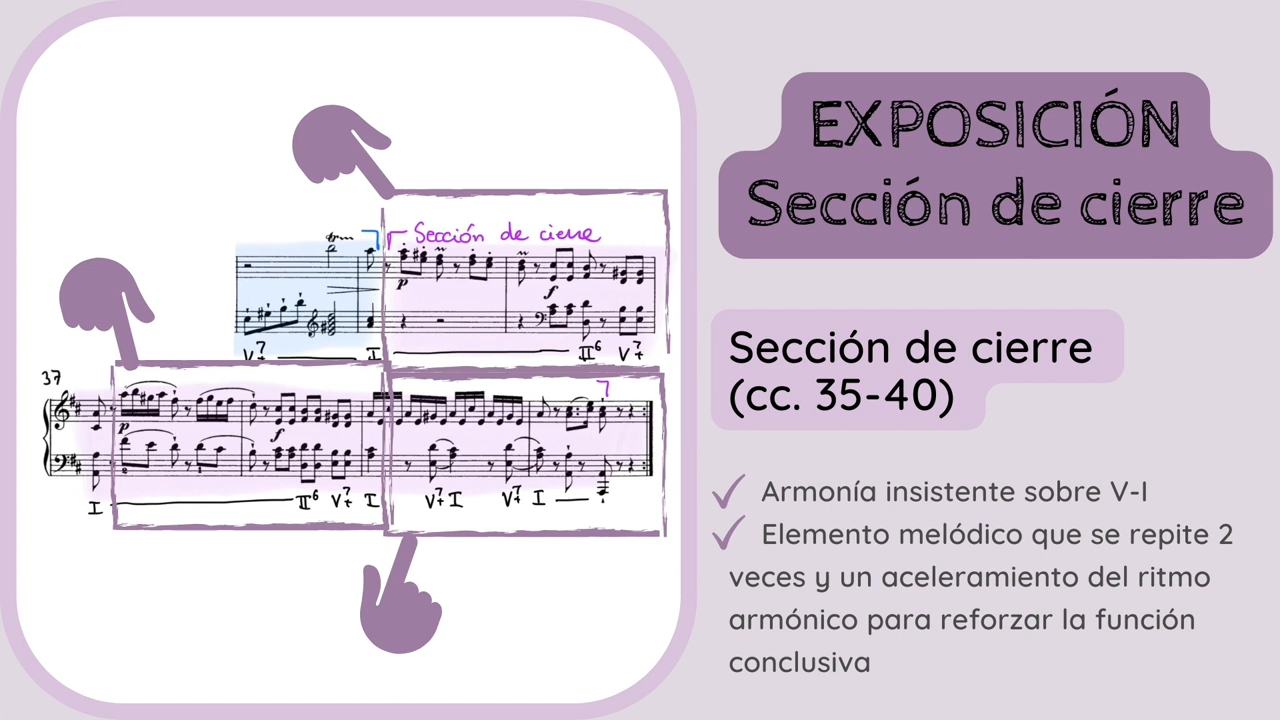 EXPOSICIÓN
Sección de cierre
Sección de cierre
(cc. 35-40)
Armonía insistente sobre V-I
Elemento melódico que se repite 2
veces y un aceleramiento del ritmo
armónico para reforzar la función
conclusiva
Sección de cierre
p
f
V7 I II6 V7+
37
p
f
I II6 V7+ I V7+ I V7+ I